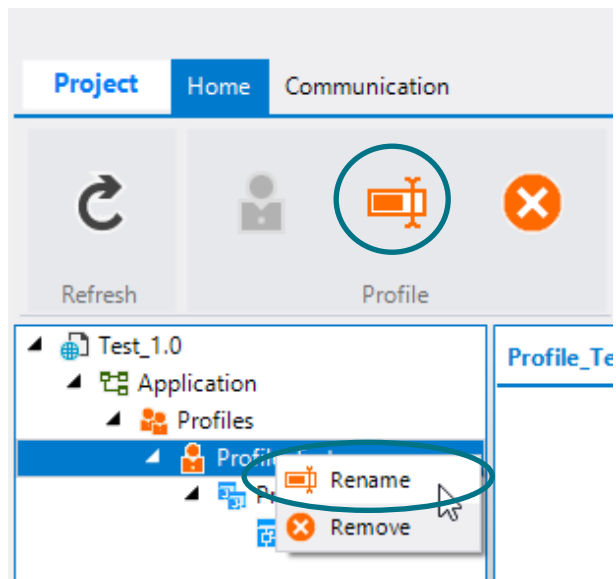 Project Home Communication
Refresh Profile
Test_1.0
Profile_Te
Application
Profiles
Rename
Remove